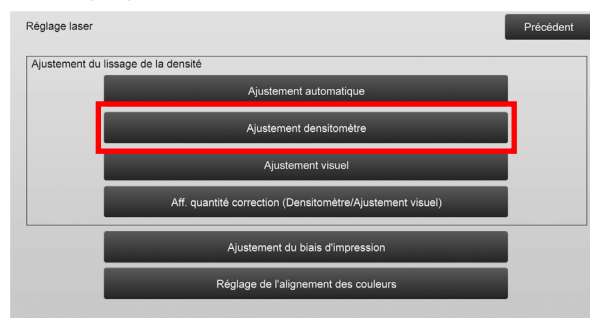 Réglage laser
Précédent
Ajustement du lissage de la densité
Ajustement automatique
Ajustement densitomètre
Ajustement visuel
Aff. quantité correction (Densitomètre/Ajustement visuel)
Ajustement du biais d'impression
Réglage de l'alignement des couleurs